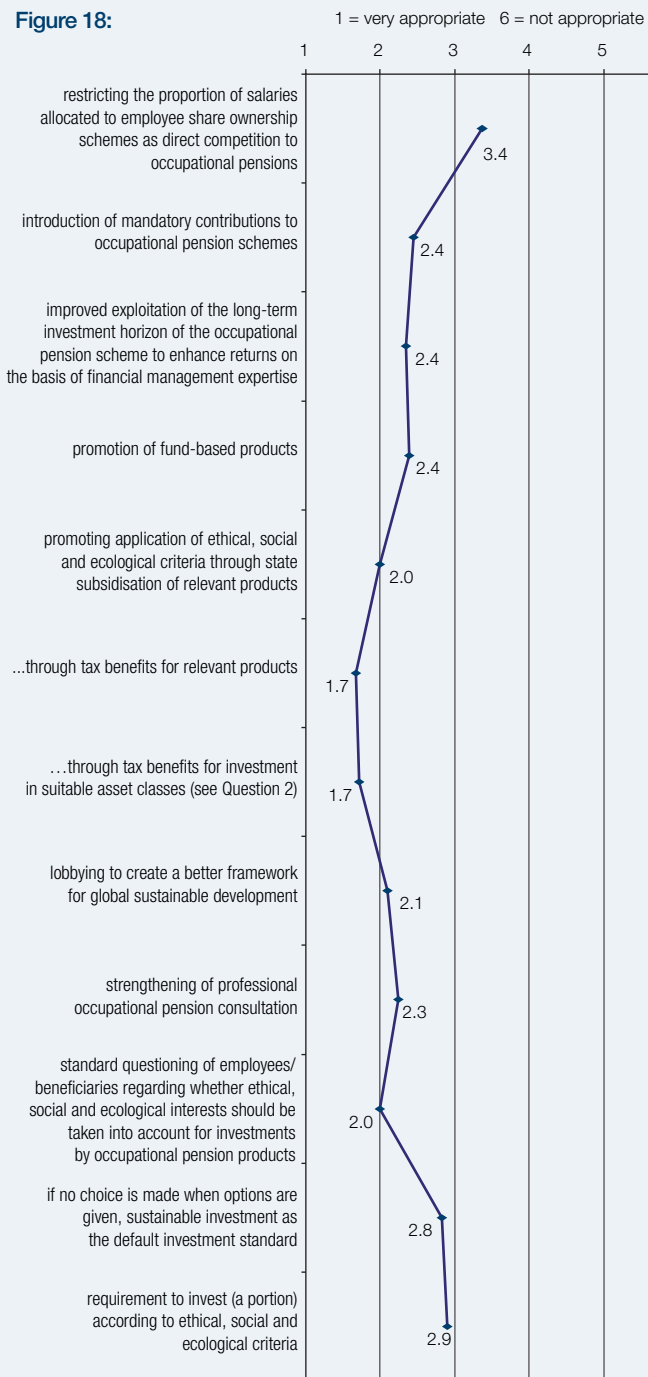 Figure 18:
1 = very appropriate 6 = not appropriate
1 2 3 4 5
restricting the proportion of salaries
allocated to employee share ownership
schemes as direct competition to
occupational pensions
3.4
introduction of mandatory contributions to
occupational pension schemes
2.4
improved exploitation of the long-term
investment horizon of the occupational
pension scheme to enhance returns on
the basis of financial management expertise
2.4
promotion of fund-based products
2.4
promoting application of ethical, social
and ecological criteria through state
subsidisation of relevant products
2.0
...through tax benefits for relevant products
1.7
…through tax benefits for investment
in suitable asset classes (see Question 2)
1.7
lobbying to create a better framework
for global sustainable development
2.1
strengthening of professional
occupational pension consultation
2.3
standard questioning of employees/
beneficiaries regarding whether ethical,
social and ecological interests should be
taken into account for investments
by occupational pension products
2.0
if no choice is made when options are
given, sustainable investment as
the default investment standard
2.8
requirement to invest (a portion)
according to ethical, social and
ecological criteria
2.9